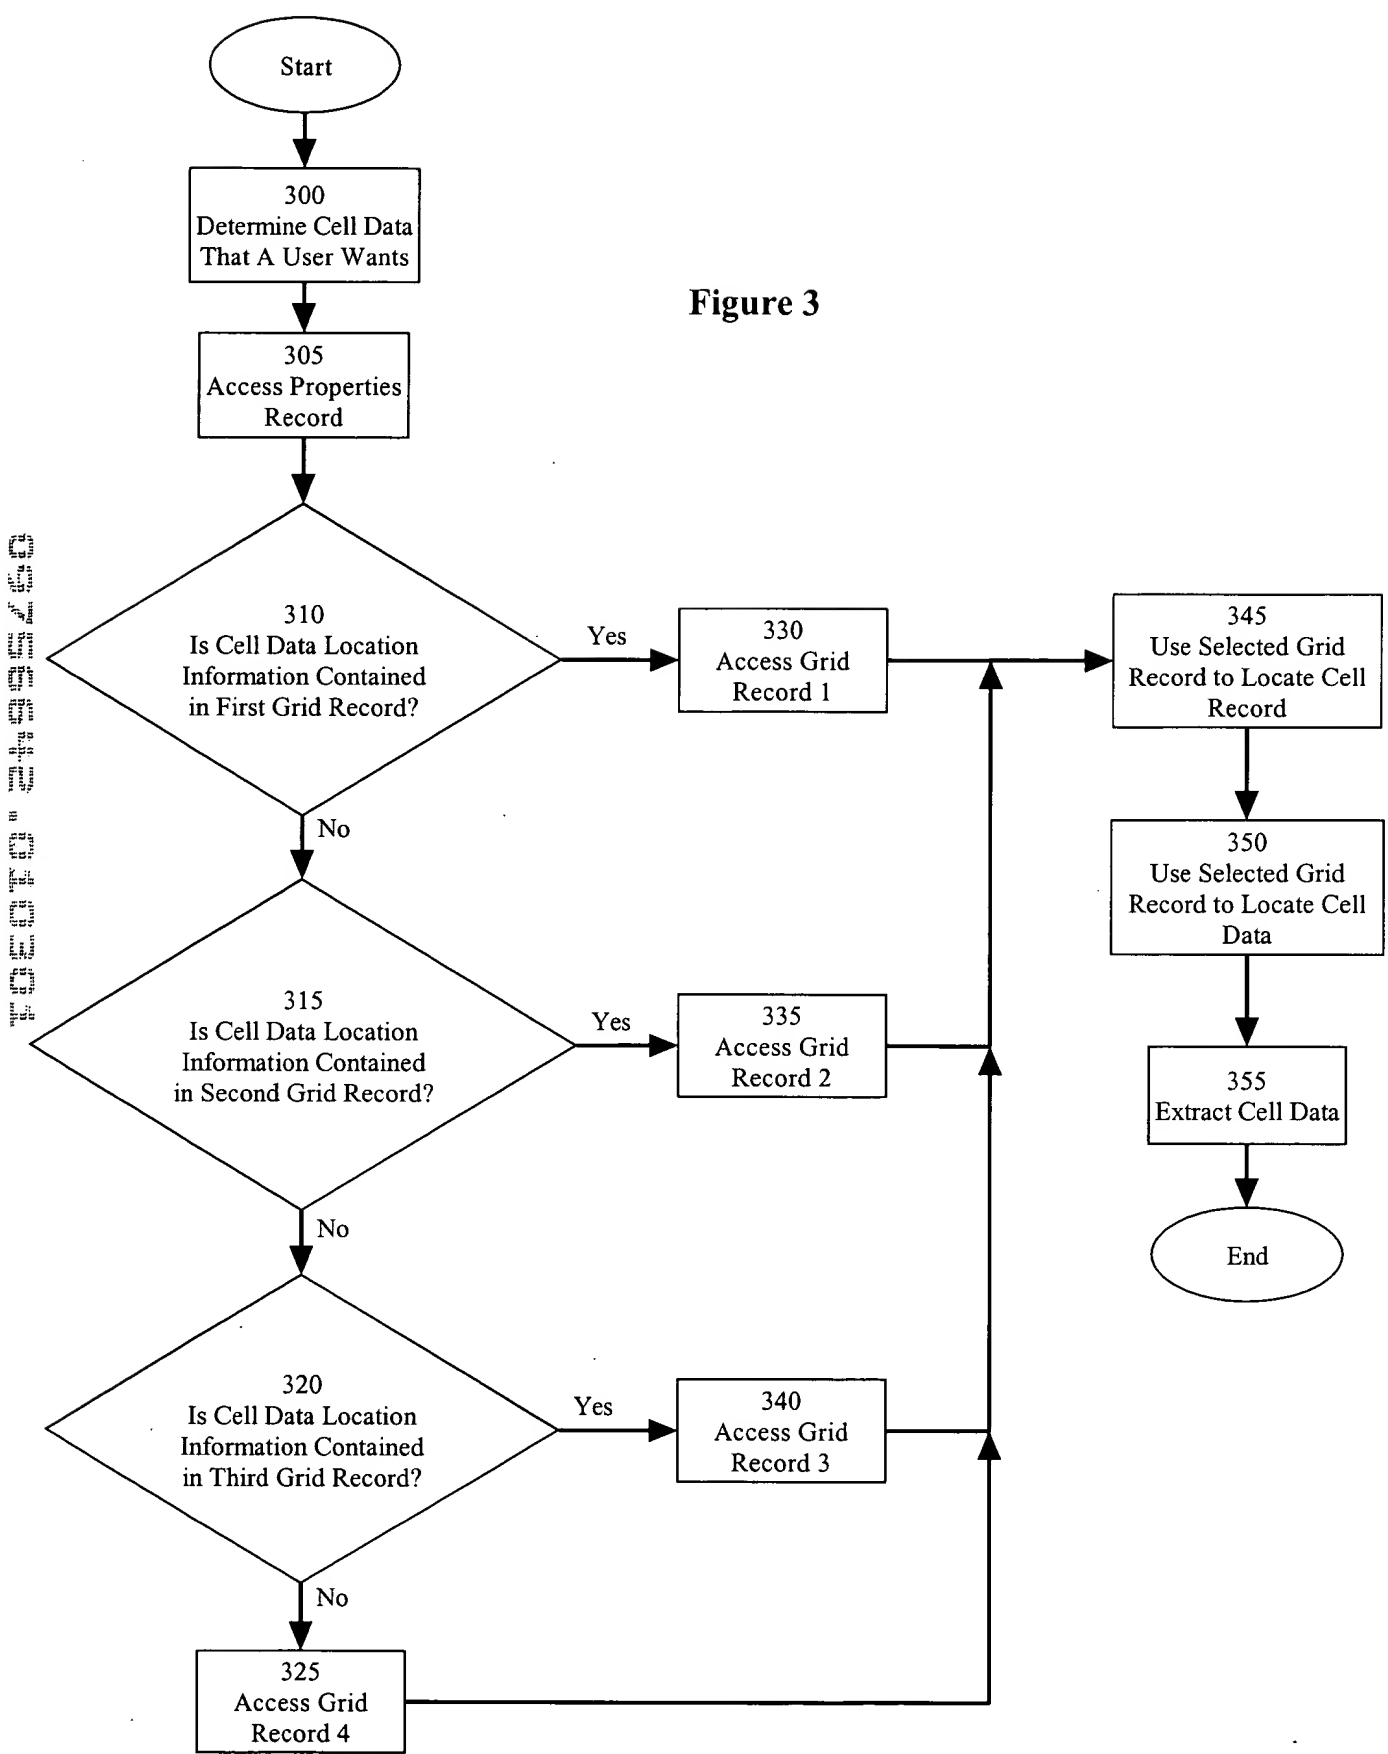 Start
300
Determine Cell Data
That A User Wants
Figure 3
305
Access Properties
Record
310
Is Cell Data Location
Information Contained
in First Grid Record?
Yes
330
Access Grid
Record 1
345
Use Selected Grid
Record to Locate Cell
Record
No
350
Use Selected Grid
Record to Locate Cell
Data
315
Is Cell Data Location
Information Contained
in Second Grid Record?
Yes
335
Access Grid
Record 2
355
Extract Cell Data
No
End
320
Is Cell Data Location
Information Contained
in Third Grid Record?
Yes
340
Access Grid
Record 3
No
325
Access Grid
Record 4